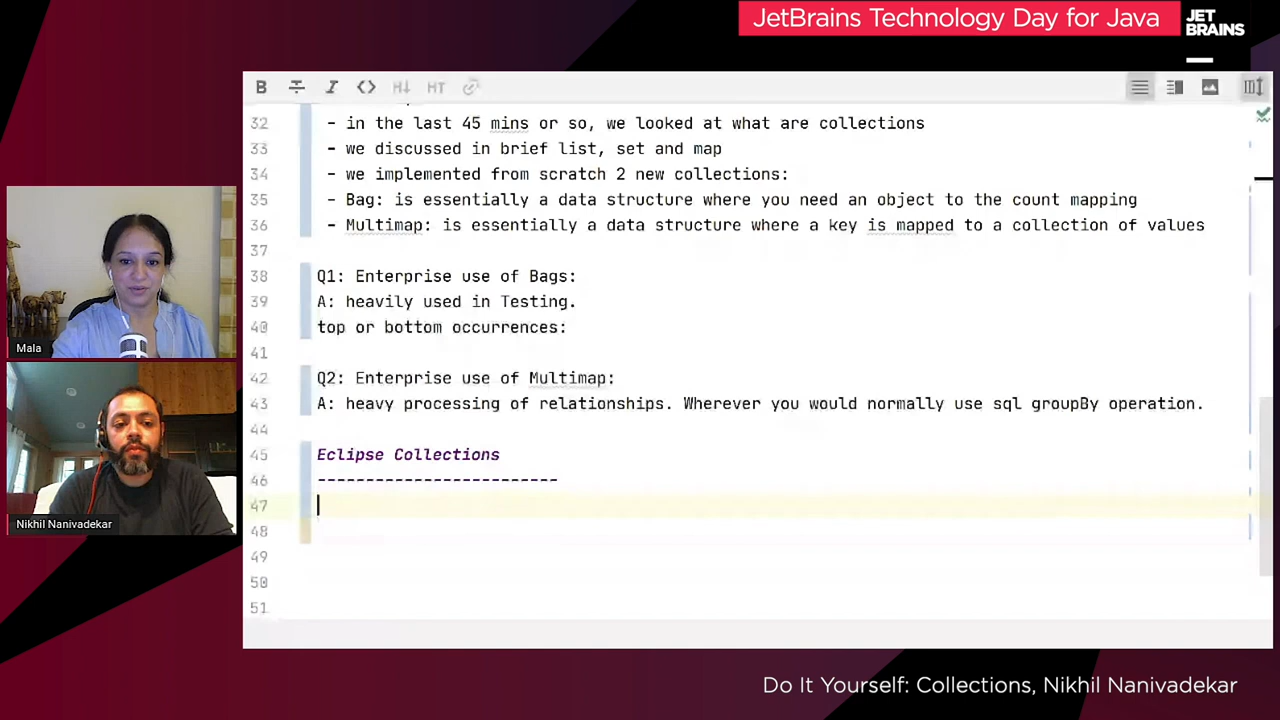 JetBrains Technology Day for Java
JET
BRAINS
B I <> H↓ HT
32 - in the last 45 mins or so, we looked at what are collections
33 - we discussed in brief list, set and map
34 - we implemented from scratch 2 new collections:
35 - Bag: is essentially a data structure where you need an object to the count mapping
36 - Multimap: is essentially a data structure where a key is mapped to a collection of values
37
38 Q1: Enterprise use of Bags:
39 A: heavily used in Testing.
40 top or bottom occurrences:
41
42 Q2: Enterprise use of Multimap:
43 A: heavy processing of relationships. Wherever you would normally use sql groupBy operation.
44
45 Eclipse Collections
46 -------------------------
47
48
49
50
51
Mala
Nikhil Nanivadekar
Do It Yourself: Collections, Nikhil Nanivadekar